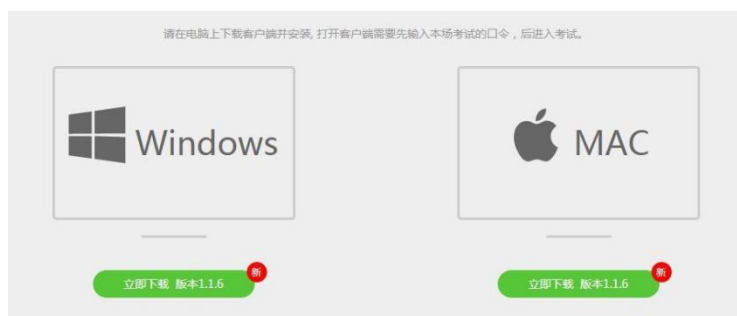 请在电脑上下载客户端并安装, 打开客户端需要先输入本场考试的口令，后进入考试。
Windows
MAC
新
新
立即下载 版本1.1.6
立即下载 版本1.1.6